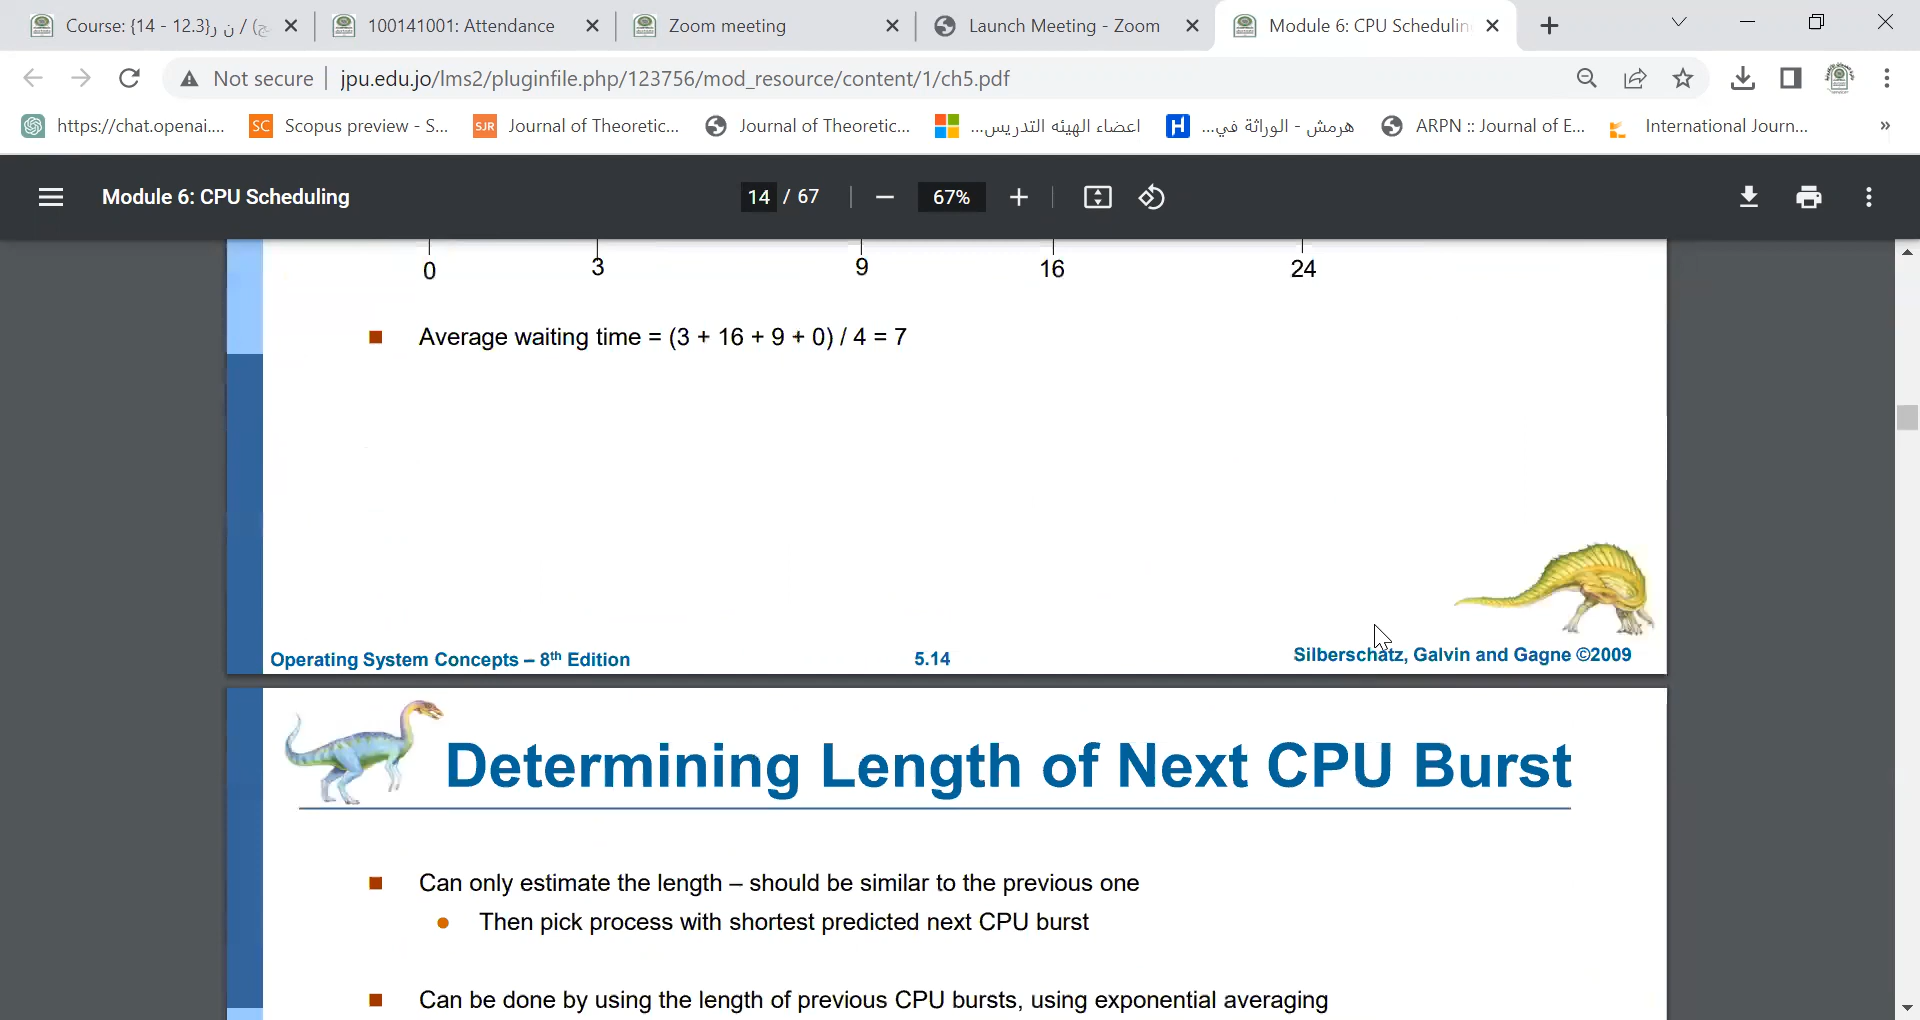 Course: {14 - 12.3}ر ن / (ج
100141001: Attendance
Zoom meeting
Launch Meeting - Zoom
Module 6: CPU Schedulin
Not secure
jpu.edu.jo/lms2/pluginfile.php/123756/mod_resource/content/1/ch5.pdf
https://chat.openai....
SC Scopus preview - S...
SJR Journal of Theoretic...
Journal of Theoretic...
اعضاء الهيئه التدريس...
H هرمش - الوراثة في...
ARPN :: Journal of E...
International Journ...
»
Module 6: CPU Scheduling
14 / 67
67%
0 3 9 16 24
Average waiting time = (3 + 16 + 9 + 0) / 4 = 7
Operating System Concepts – 8th Edition
5.14
Silberschatz, Galvin and Gagne ©2009
Determining Length of Next CPU Burst
Can only estimate the length – should be similar to the previous one
Then pick process with shortest predicted next CPU burst
Can be done by using the length of previous CPU bursts, using exponential averaging